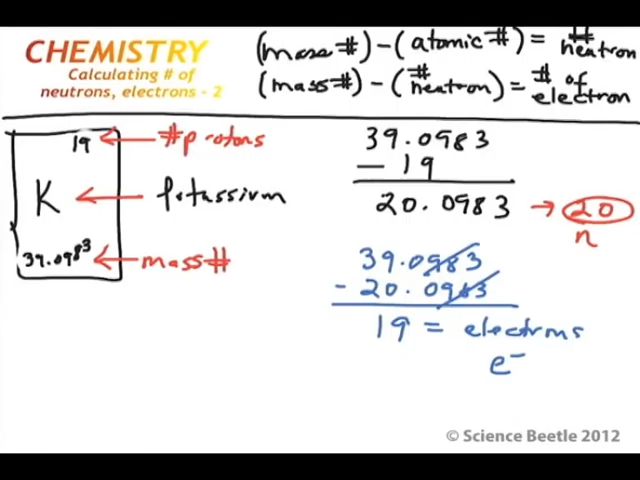 CHEMISTRY
Calculating # of
neutrons, electrons - 2
(mass #) - (atomic #) = # neutron
(mass #) - (# neutron) = # of electron
19 ← #protons
K ← Potassium
39.0983 ← mass#
39.0983
- 19
20.0983 → 20
n
39.0983
- 20.0983
19 = electrons
e⁻
© Science Beetle 2012